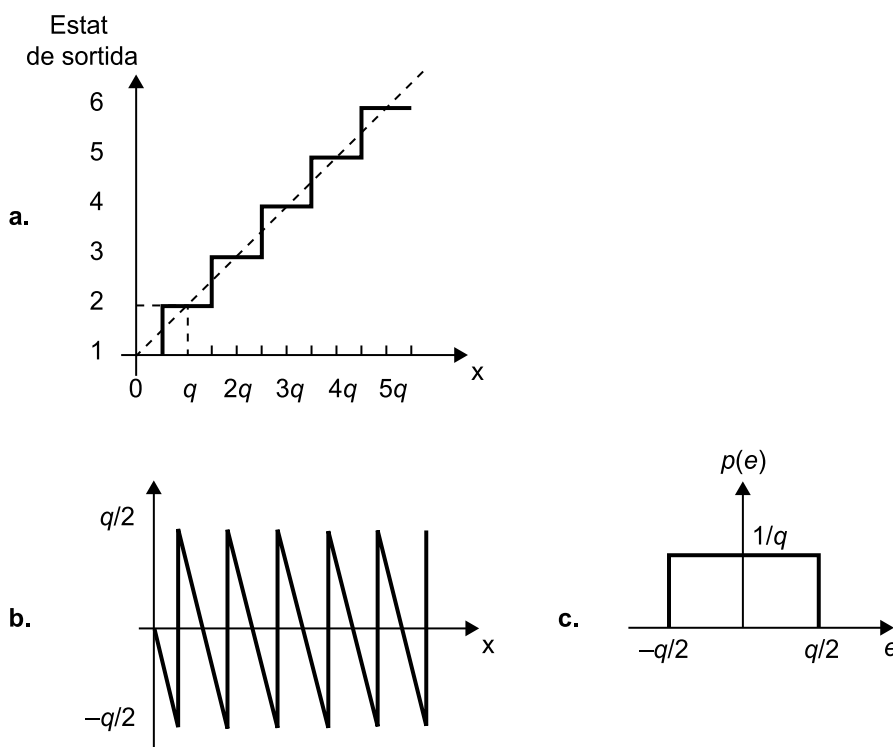 Estat
de sortida
6
5
4
3
2
1
a.
0 q 2q 3q 4q 5q
x
q/2
b.
x
–q/2
p(e)
1/q
c.
–q/2 q/2 e